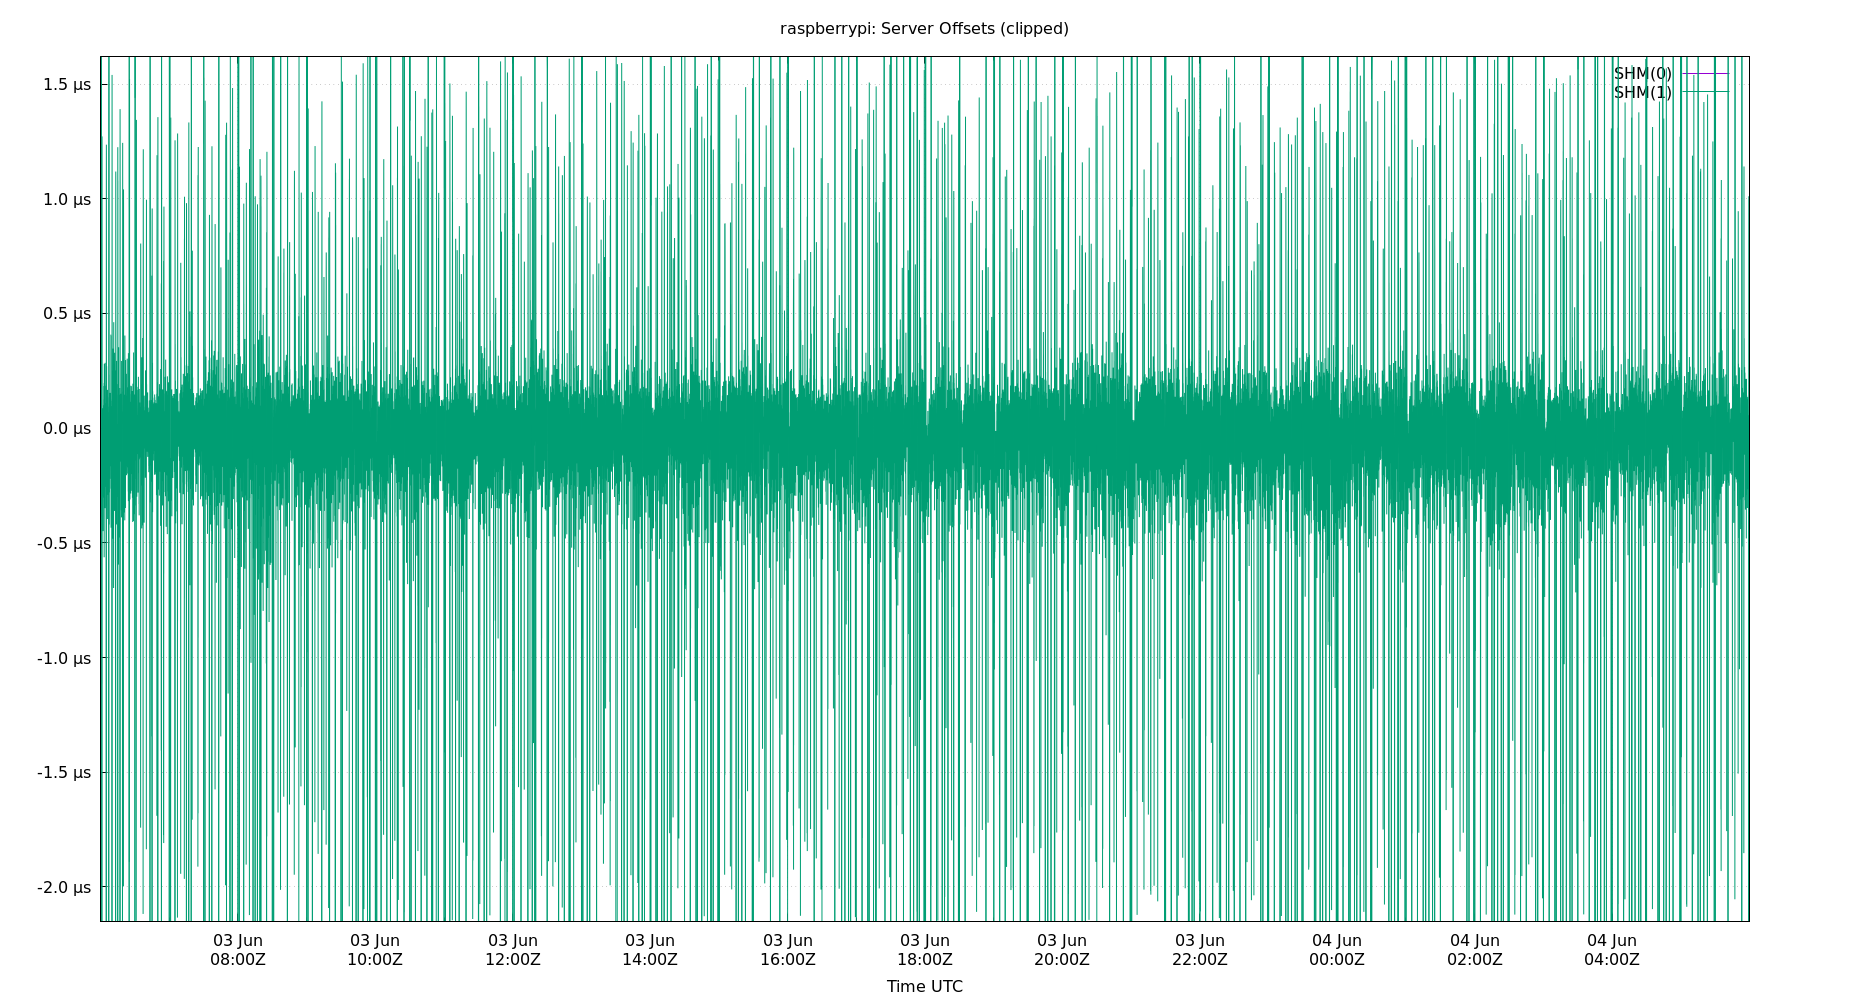 raspberrypi: Server Offsets (clipped)
SHM(0)
SHM(1)
1.5 µs
1.0 µs
0.5 µs
0.0 µs
-0.5 µs
-1.0 µs
-1.5 µs
-2.0 µs
03 Jun 03 Jun 03 Jun 03 Jun 03 Jun 03 Jun 03 Jun 03 Jun 04 Jun 04 Jun 04 Jun
08:00Z 10:00Z 12:00Z 14:00Z 16:00Z 18:00Z 20:00Z 22:00Z 00:00Z 02:00Z 04:00Z
Time UTC